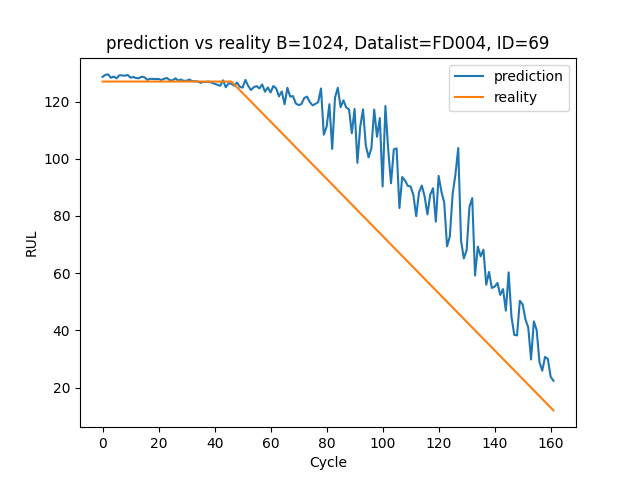 prediction vs reality B=1024, Datalist=FD004, ID=69
prediction
reality
RUL
120
100
80
60
40
20
0 20 40 60 80 100 120 140 160
Cycle